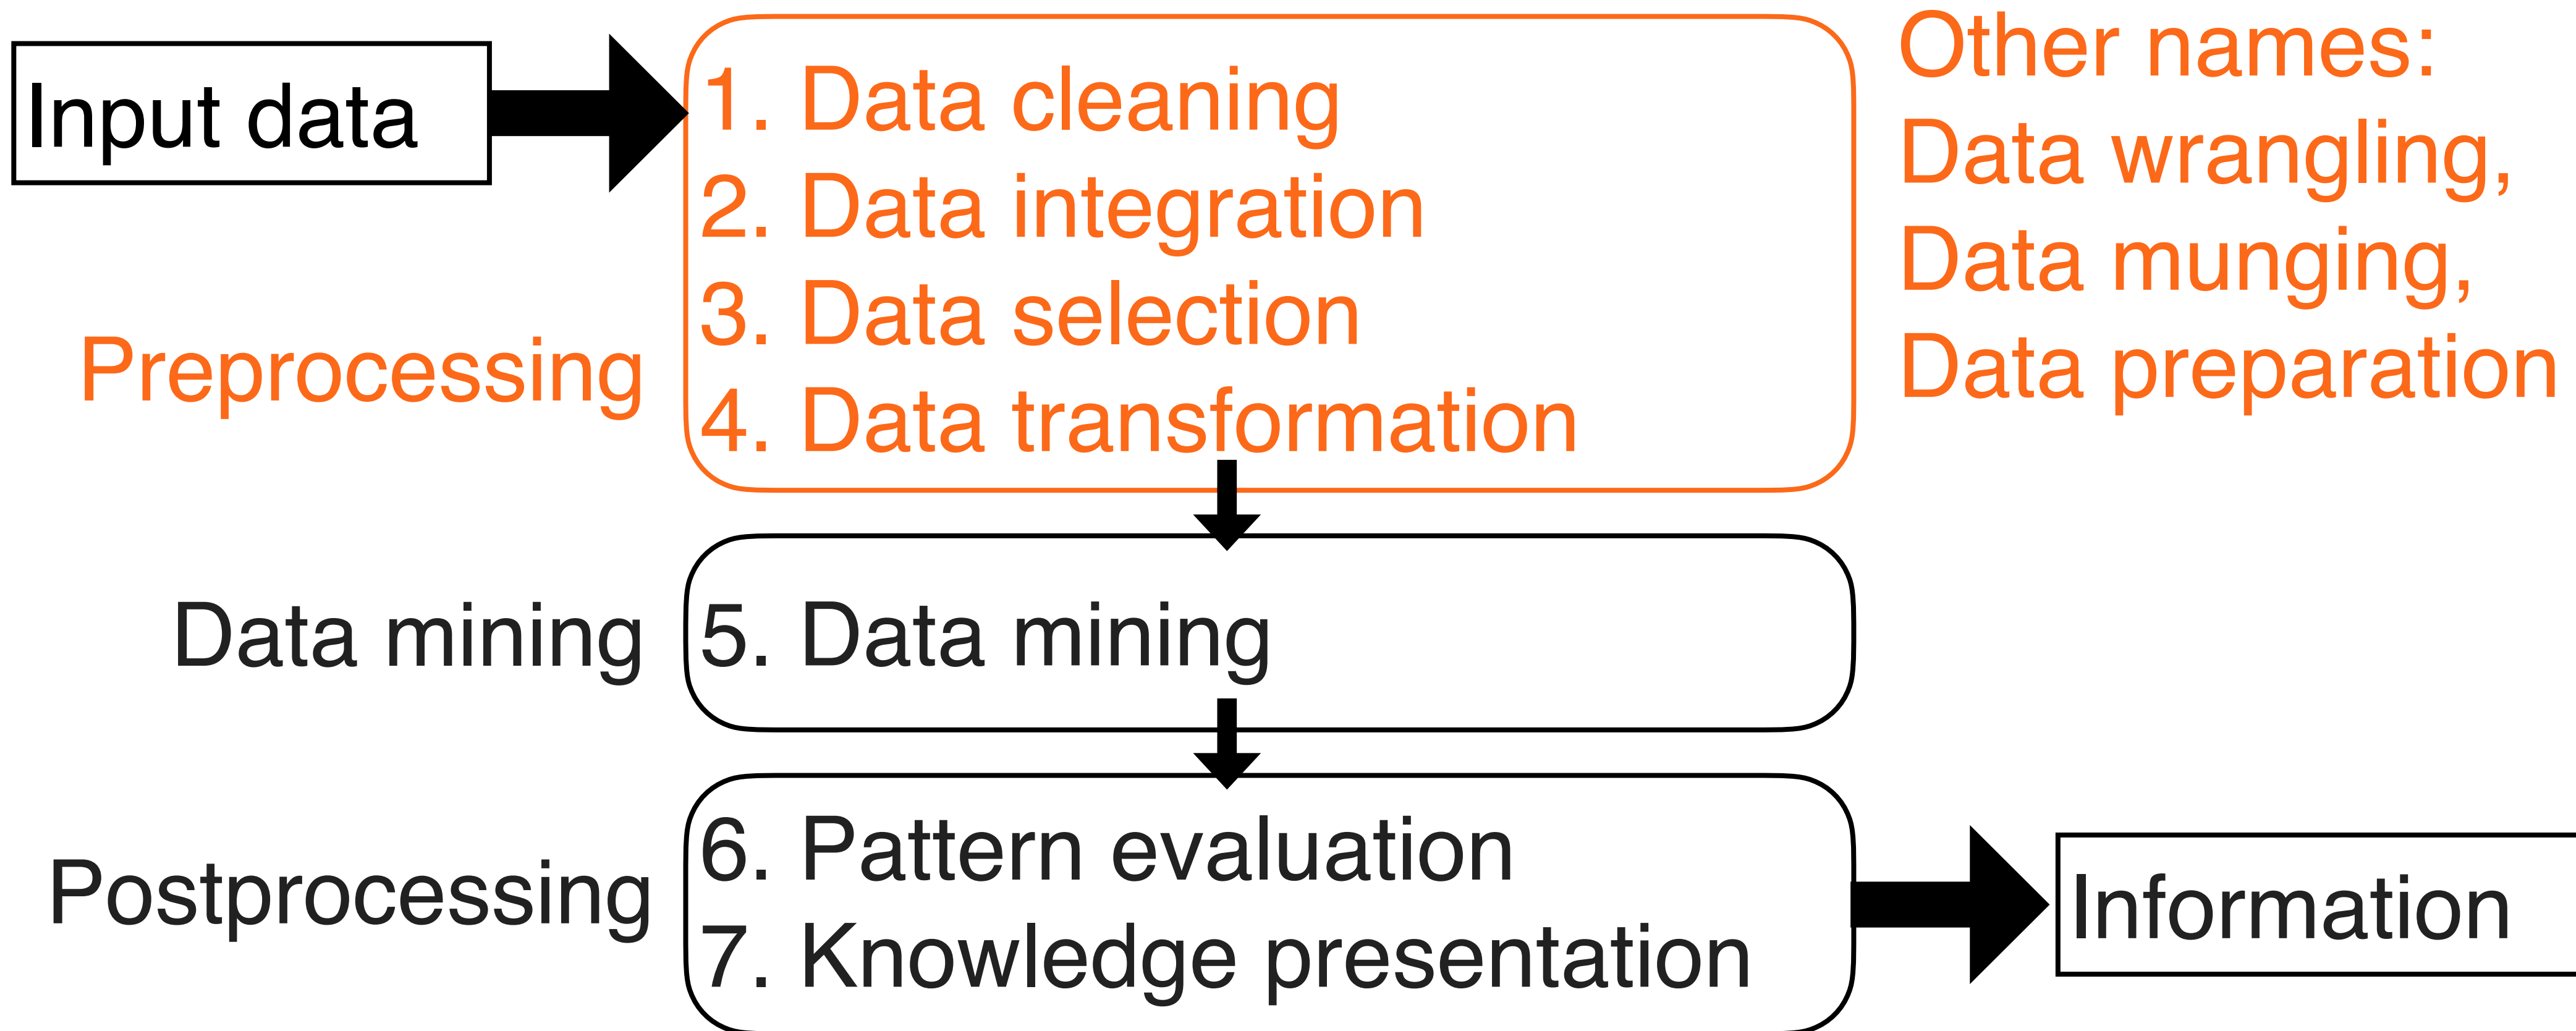 Input data
1. Data cleaning
2. Data integration
3. Data selection
4. Data transformation
Preprocessing
Other names:
Data wrangling,
Data munging,
Data preparation
Data mining
5. Data mining
Postprocessing
6. Pattern evaluation
7. Knowledge presentation
Information